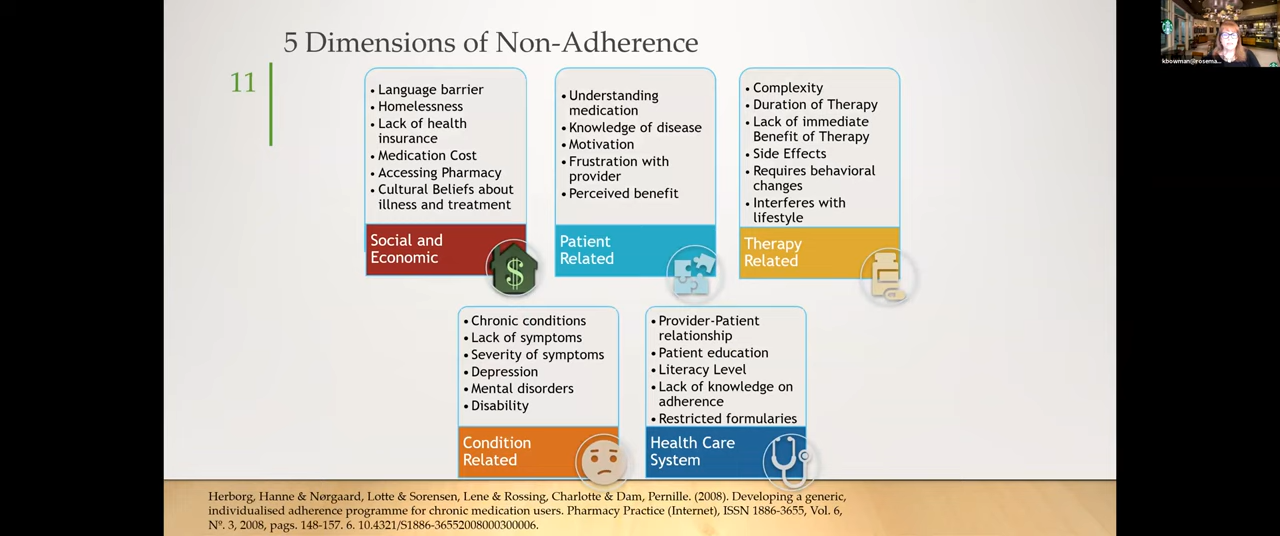 5 Dimensions of Non-Adherence
11
• Language barrier
• Homelessness
• Lack of health
insurance
• Medication Cost
• Accessing Pharmacy
• Cultural Beliefs about
illness and treatment
Social and
Economic
$
• Understanding
medication
• Knowledge of disease
• Motivation
• Frustration with
provider
• Perceived benefit
Patient
Related
• Complexity
• Duration of Therapy
• Lack of immediate
Benefit of Therapy
• Side Effects
• Requires behavioral
changes
• Interferes with
lifestyle
Therapy
Related
• Chronic conditions
• Lack of symptoms
• Severity of symptoms
• Depression
• Mental disorders
• Disability
Condition
Related
• Provider-Patient
relationship
• Patient education
• Literacy Level
• Lack of knowledge on
adherence
• Restricted formularies
Health Care
System
Herborg, Hanne & Nørgaard, Lotte & Sorensen, Lene & Rossing, Charlotte & Dam, Pernille. (2008). Developing a generic,
individualised adherence programme for chronic medication users. Pharmacy Practice (Internet), ISSN 1886-3655, Vol. 6,
Nº. 3, 2008, pags. 148-157. 6. 10.4321/S1886-36552008000300006.
kbowman@rosema...